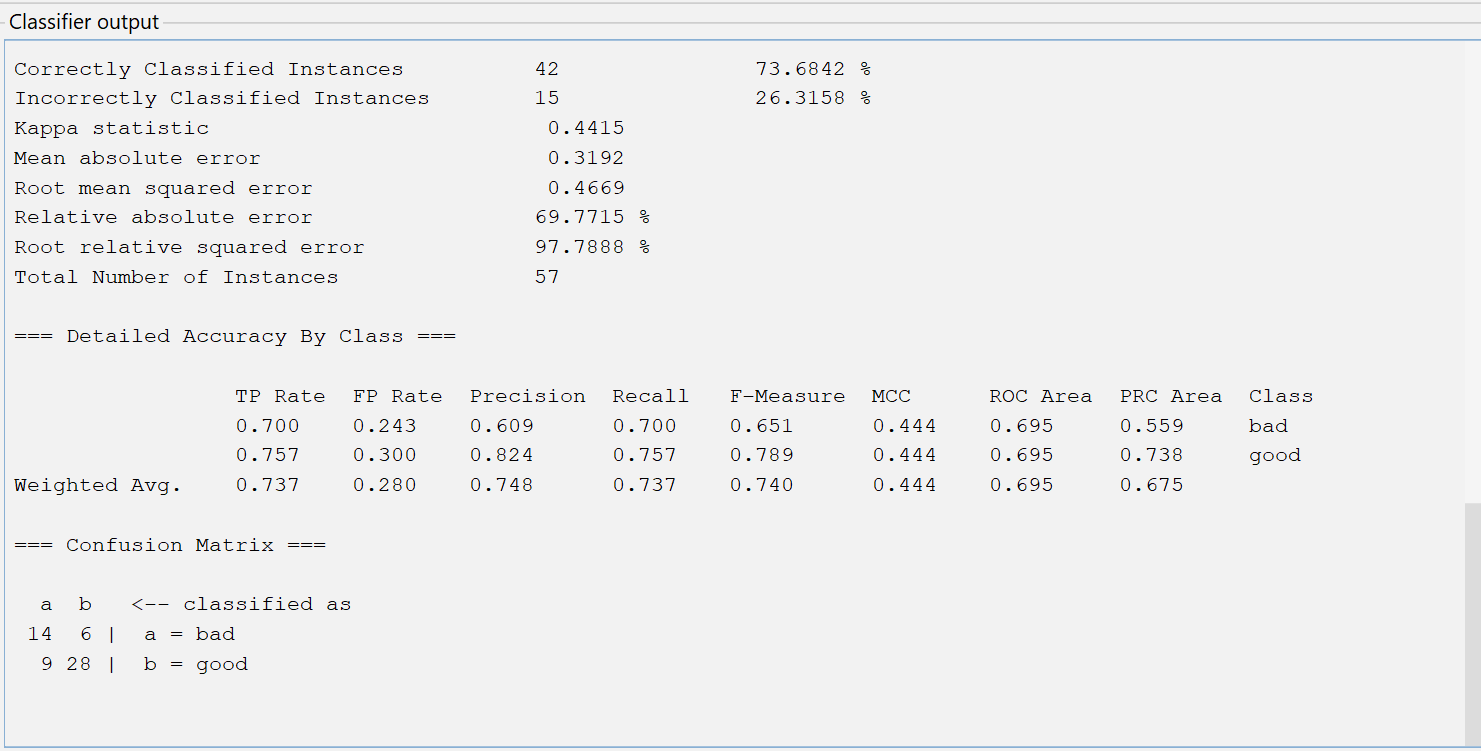 Classifier output
Correctly Classified Instances          42               73.6842 %
Incorrectly Classified Instances        15               26.3158 %
Kappa statistic                          0.4415
Mean absolute error                      0.3192
Root mean squared error                  0.4669
Relative absolute error                 69.7715 %
Root relative squared error             97.7888 %
Total Number of Instances               57
=== Detailed Accuracy By Class ===
                 TP Rate  FP Rate  Precision  Recall   F-Measure  MCC      ROC Area  PRC Area  Class
                 0.700    0.243    0.609      0.700    0.651      0.444    0.695     0.559     bad
                 0.757    0.300    0.824      0.757    0.789      0.444    0.695     0.738     good
Weighted Avg.    0.737    0.280    0.748      0.737    0.740      0.444    0.695     0.675
=== Confusion Matrix ===
  a  b   <-- classified as
 14  6 |  a = bad
  9 28 |  b = good